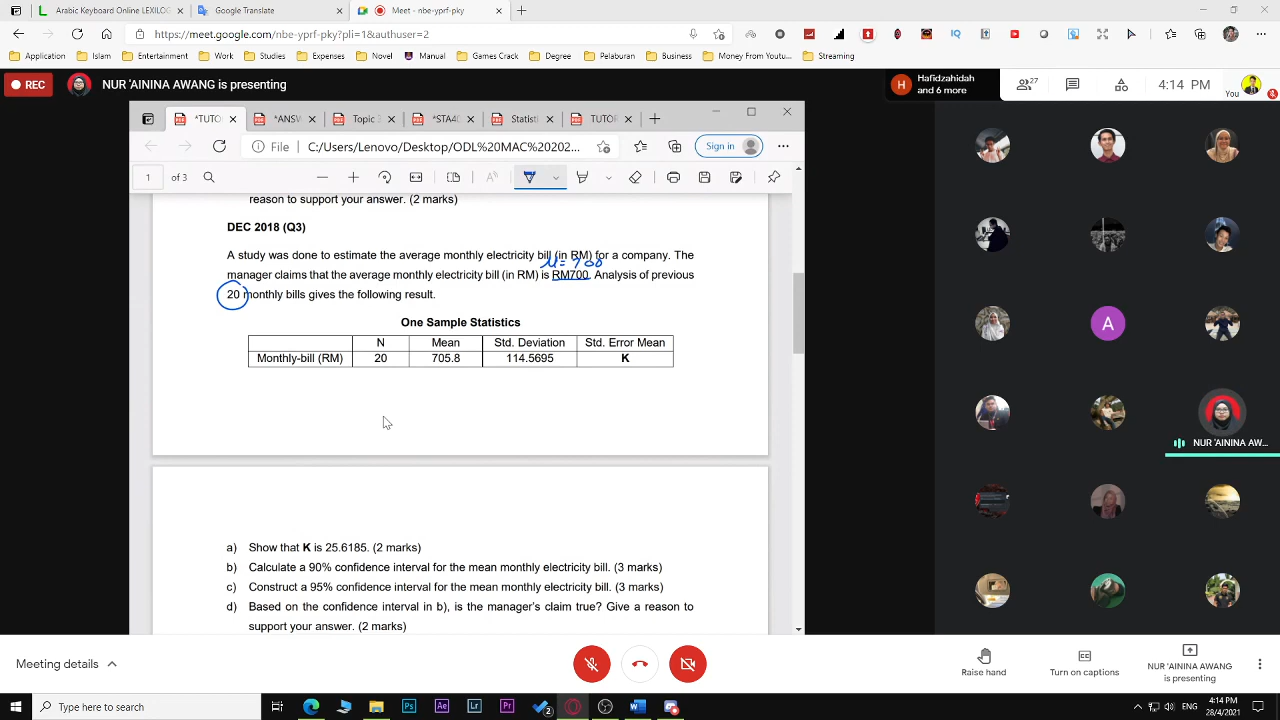 Arabic Keyboard Online LEXILOG
Google Translate
Meet - nbe-yprf-pky
https://meet.google.com/nbe-yprf-pky?pli=1&authuser=2
Application
Islam
Work
Studies
Expenses
Novel
Manual
Games Crack
Degree
Pelaburan
Business
Money From Youtu...
Streaming
REC
NUR 'AININA AWANG is presenting
Hafidzahidah
and 6 more
27
4:14 PM
You
*TUTO
*ANSW
Topic
*STA4
Statisti
TUTO
File
C:/Users/Lenovo/Desktop/ODL%20MAC%20202...
Sign in
1 of 3
reason to support your answer. (2 marks)
DEC 2018 (Q3)
A study was done to estimate the average monthly electricity bill (in RM) for a company. The
μ = 700
manager claims that the average monthly electricity bill (in RM) is RM700. Analysis of previous
20 monthly bills gives the following result.
One Sample Statistics
N Mean Std. Deviation Std. Error Mean
Monthly-bill (RM) 20 705.8 114.5695 K
A
NUR 'AININA AW...
a) Show that K is 25.6185. (2 marks)
b) Calculate a 90% confidence interval for the mean monthly electricity bill. (3 marks)
c) Construct a 95% confidence interval for the mean monthly electricity bill. (3 marks)
d) Based on the confidence interval in b), is the manager's claim true? Give a reason to
support your answer. (2 marks)
Meeting details
Raise hand
Turn on captions
NUR 'AININA AWANG
is presenting
Type here to search
4:14 PM
28/4/2021